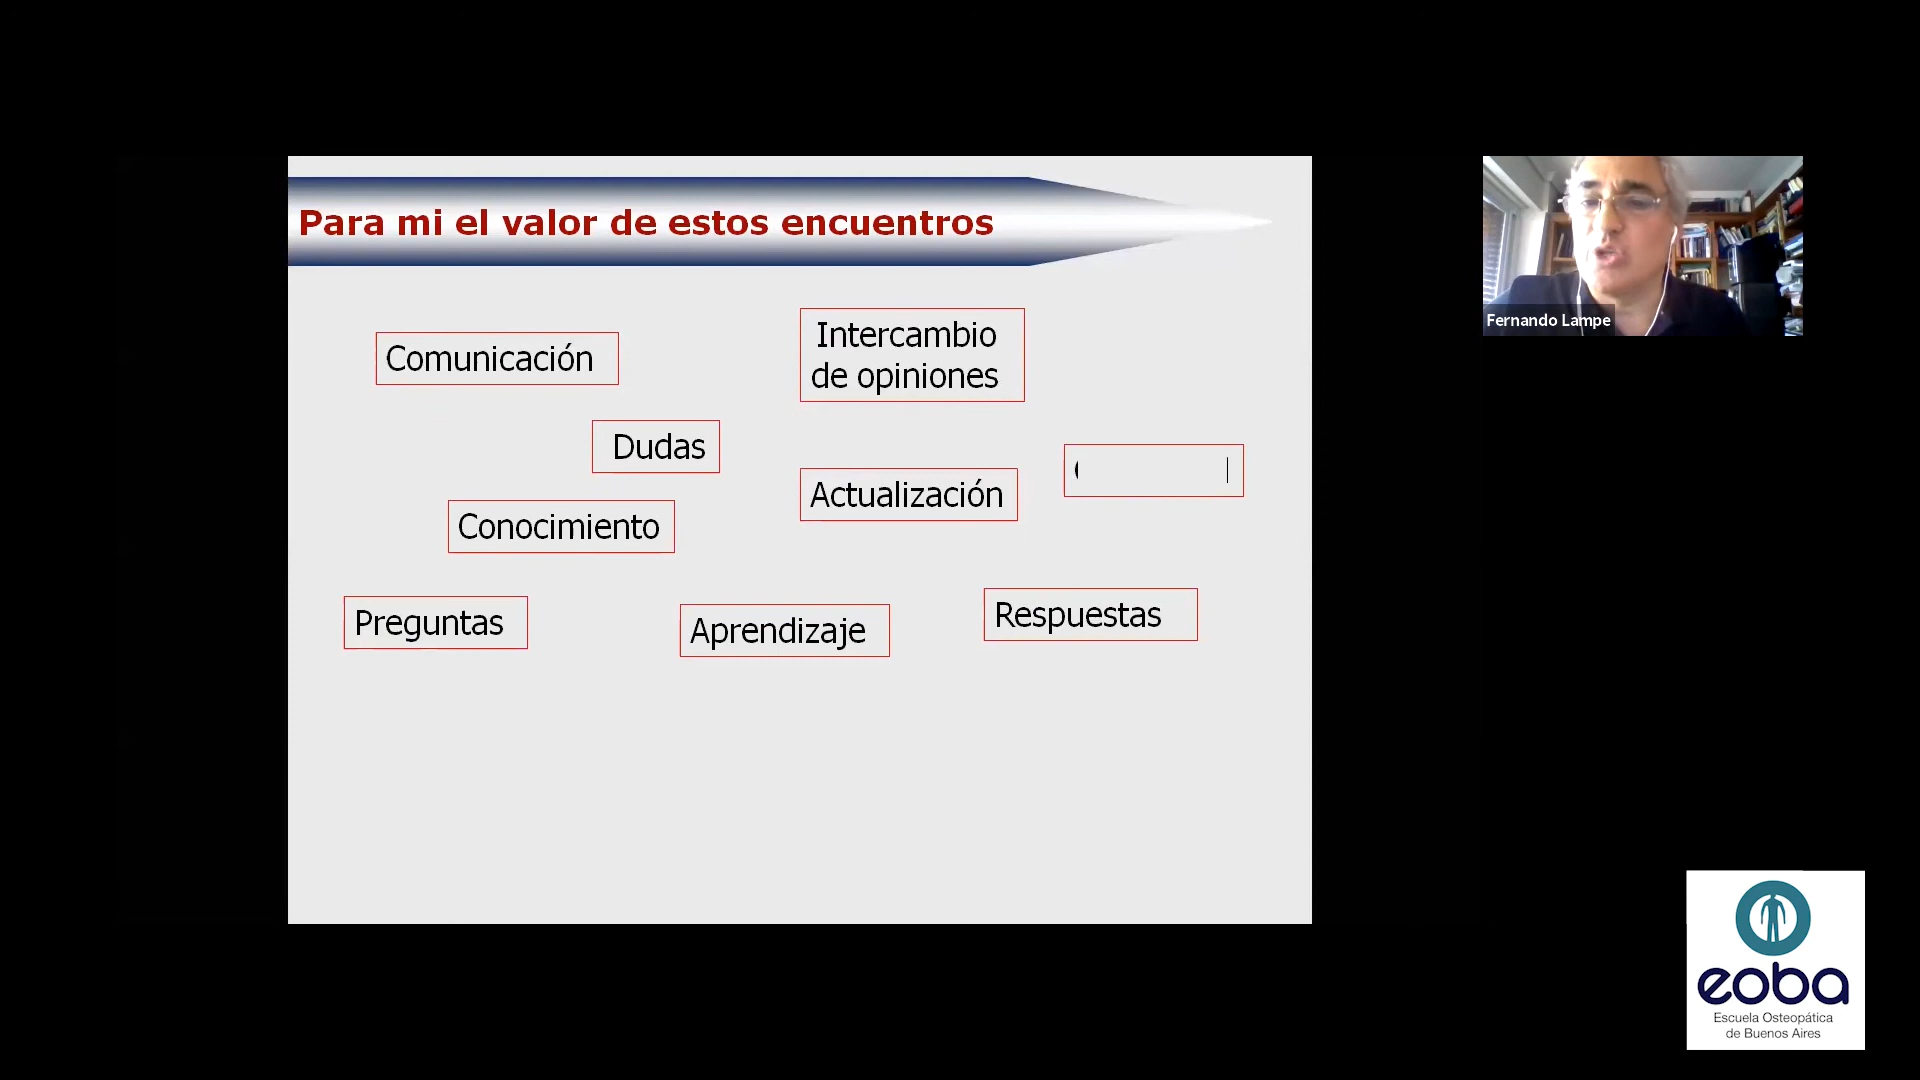 Para mi el valor de estos encuentros
Comunicación
Intercambio
de opiniones
Dudas
Actualización
Conocimiento
Preguntas
Aprendizaje
Respuestas
Fernando Lampe
eoba
Escuela Osteopática
de Buenos Aires